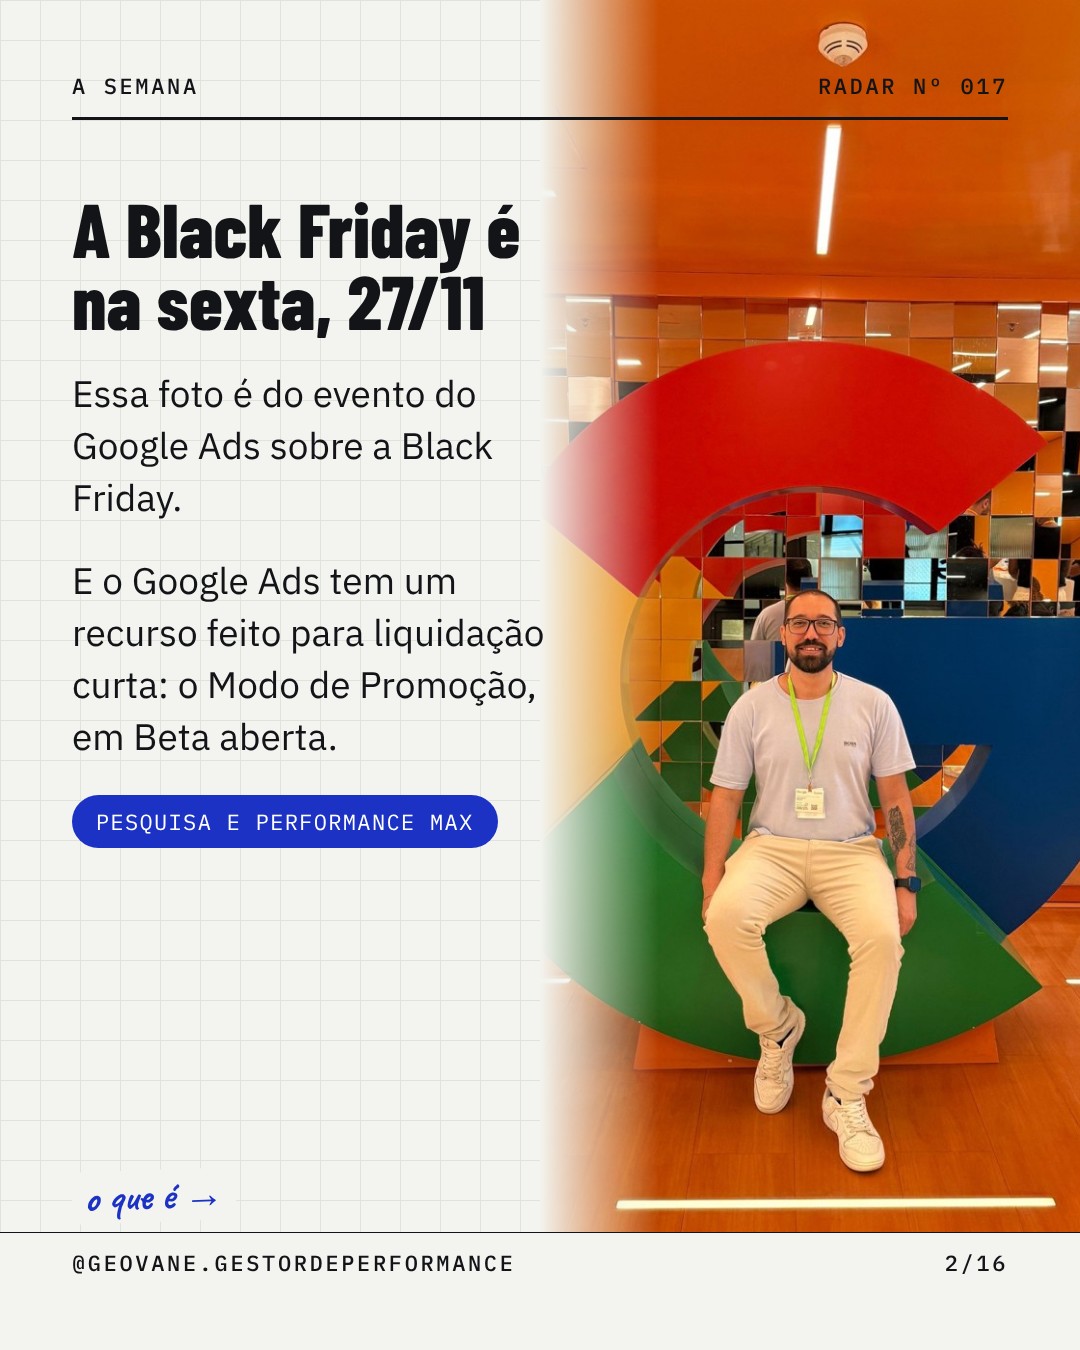 A SEMANA
RADAR Nº 017
A Black Friday é
na sexta, 27/11
Essa foto é do evento do
Google Ads sobre a Black
Friday.
E o Google Ads tem um
recurso feito para liquidação
curta: o Modo de Promoção,
em Beta aberta.
PESQUISA E PERFORMANCE MAX
o que é →
@GEOVANE.GESTORDEPERFORMANCE
2/16